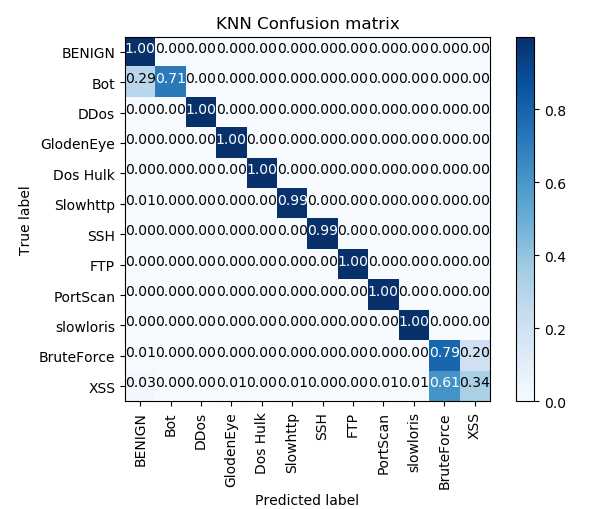 KNN Confusion matrix
True label
BENIGN 1.00 0.00 0.00 0.00 0.00 0.00 0.00 0.00 0.00 0.00 0.00 0.00
Bot 0.29 0.71 0.00 0.00 0.00 0.00 0.00 0.00 0.00 0.00 0.00 0.00
DDos 0.00 0.00 1.00 0.00 0.00 0.00 0.00 0.00 0.00 0.00 0.00 0.00
GlodenEye 0.00 0.00 0.00 1.00 0.00 0.00 0.00 0.00 0.00 0.00 0.00 0.00
Dos Hulk 0.00 0.00 0.00 0.00 1.00 0.00 0.00 0.00 0.00 0.00 0.00 0.00
Slowhttp 0.01 0.00 0.00 0.00 0.00 0.99 0.00 0.00 0.00 0.00 0.00 0.00
SSH 0.00 0.00 0.00 0.00 0.00 0.00 0.99 0.00 0.00 0.00 0.00 0.00
FTP 0.00 0.00 0.00 0.00 0.00 0.00 0.00 1.00 0.00 0.00 0.00 0.00
PortScan 0.00 0.00 0.00 0.00 0.00 0.00 0.00 0.00 1.00 0.00 0.00 0.00
slowloris 0.00 0.00 0.00 0.00 0.00 0.00 0.00 0.00 0.00 1.00 0.00 0.00
BruteForce 0.01 0.00 0.00 0.00 0.00 0.00 0.00 0.00 0.00 0.00 0.79 0.20
XSS 0.03 0.00 0.00 0.01 0.00 0.01 0.00 0.00 0.01 0.01 0.61 0.34
BENIGN
Bot
DDos
GlodenEye
Dos Hulk
Slowhttp
SSH
FTP
PortScan
slowloris
BruteForce
XSS
Predicted label
0.8
0.6
0.4
0.2
0.0